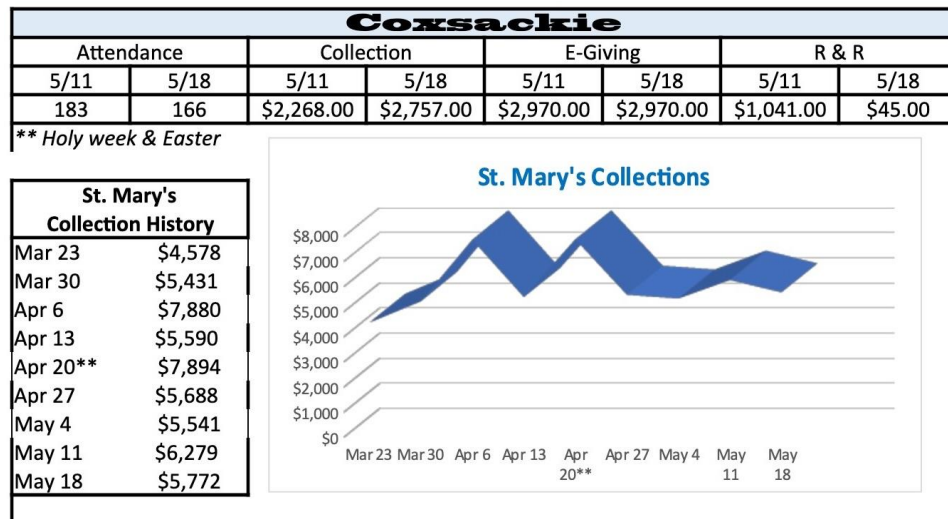 Coxsackie
Attendance Collection E-Giving R & R
5/11 5/18 5/11 5/18 5/11 5/18 5/11 5/18
183 166 $2,268.00 $2,757.00 $2,970.00 $2,970.00 $1,041.00 $45.00
** Holy week & Easter
St. Mary's
Collection History
Mar 23 $4,578
Mar 30 $5,431
Apr 6 $7,880
Apr 13 $5,590
Apr 20** $7,894
Apr 27 $5,688
May 4 $5,541
May 11 $6,279
May 18 $5,772
St. Mary's Collections
$8,000
$7,000
$6,000
$5,000
$4,000
$3,000
$2,000
$1,000
$0
Mar 23 Mar 30 Apr 6 Apr 13 Apr Apr 27 May 4 May May
20** 11 18